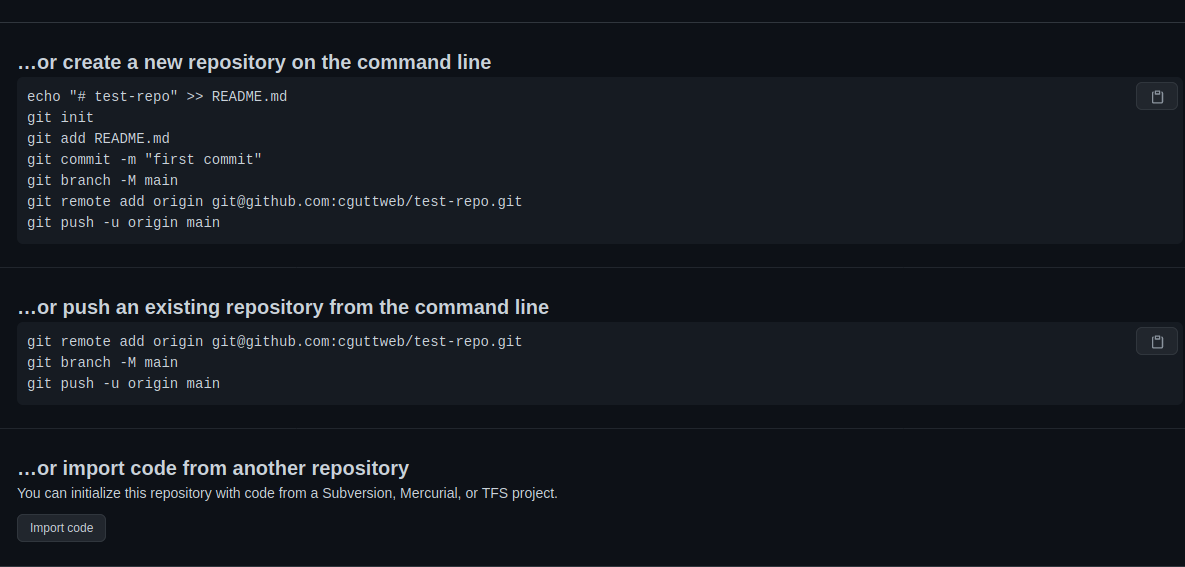 ...or create a new repository on the command line
echo "# test-repo" >> README.md
git init
git add README.md
git commit -m "first commit"
git branch -M main
git remote add origin git@github.com:cguttweb/test-repo.git
git push -u origin main
...or push an existing repository from the command line
git remote add origin git@github.com:cguttweb/test-repo.git
git branch -M main
git push -u origin main
...or import code from another repository
You can initialize this repository with code from a Subversion, Mercurial, or TFS project.
Import code